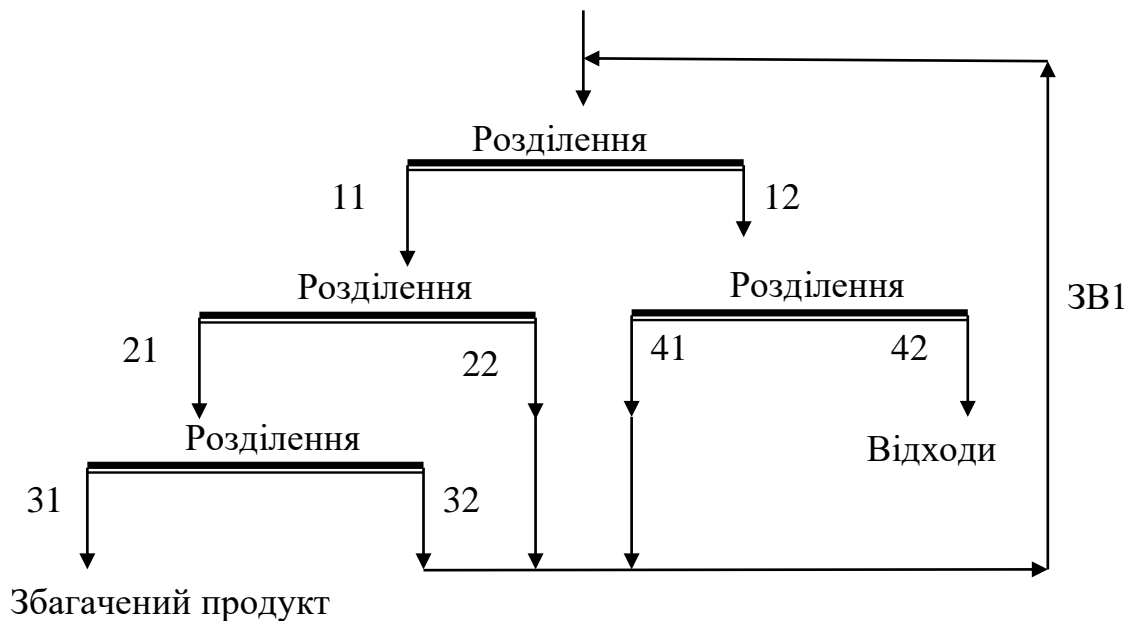 Розділення
11
12
Розділення
Розділення
ЗВ1
21
22
41
42
Розділення
Відходи
31
32
Збагачений продукт